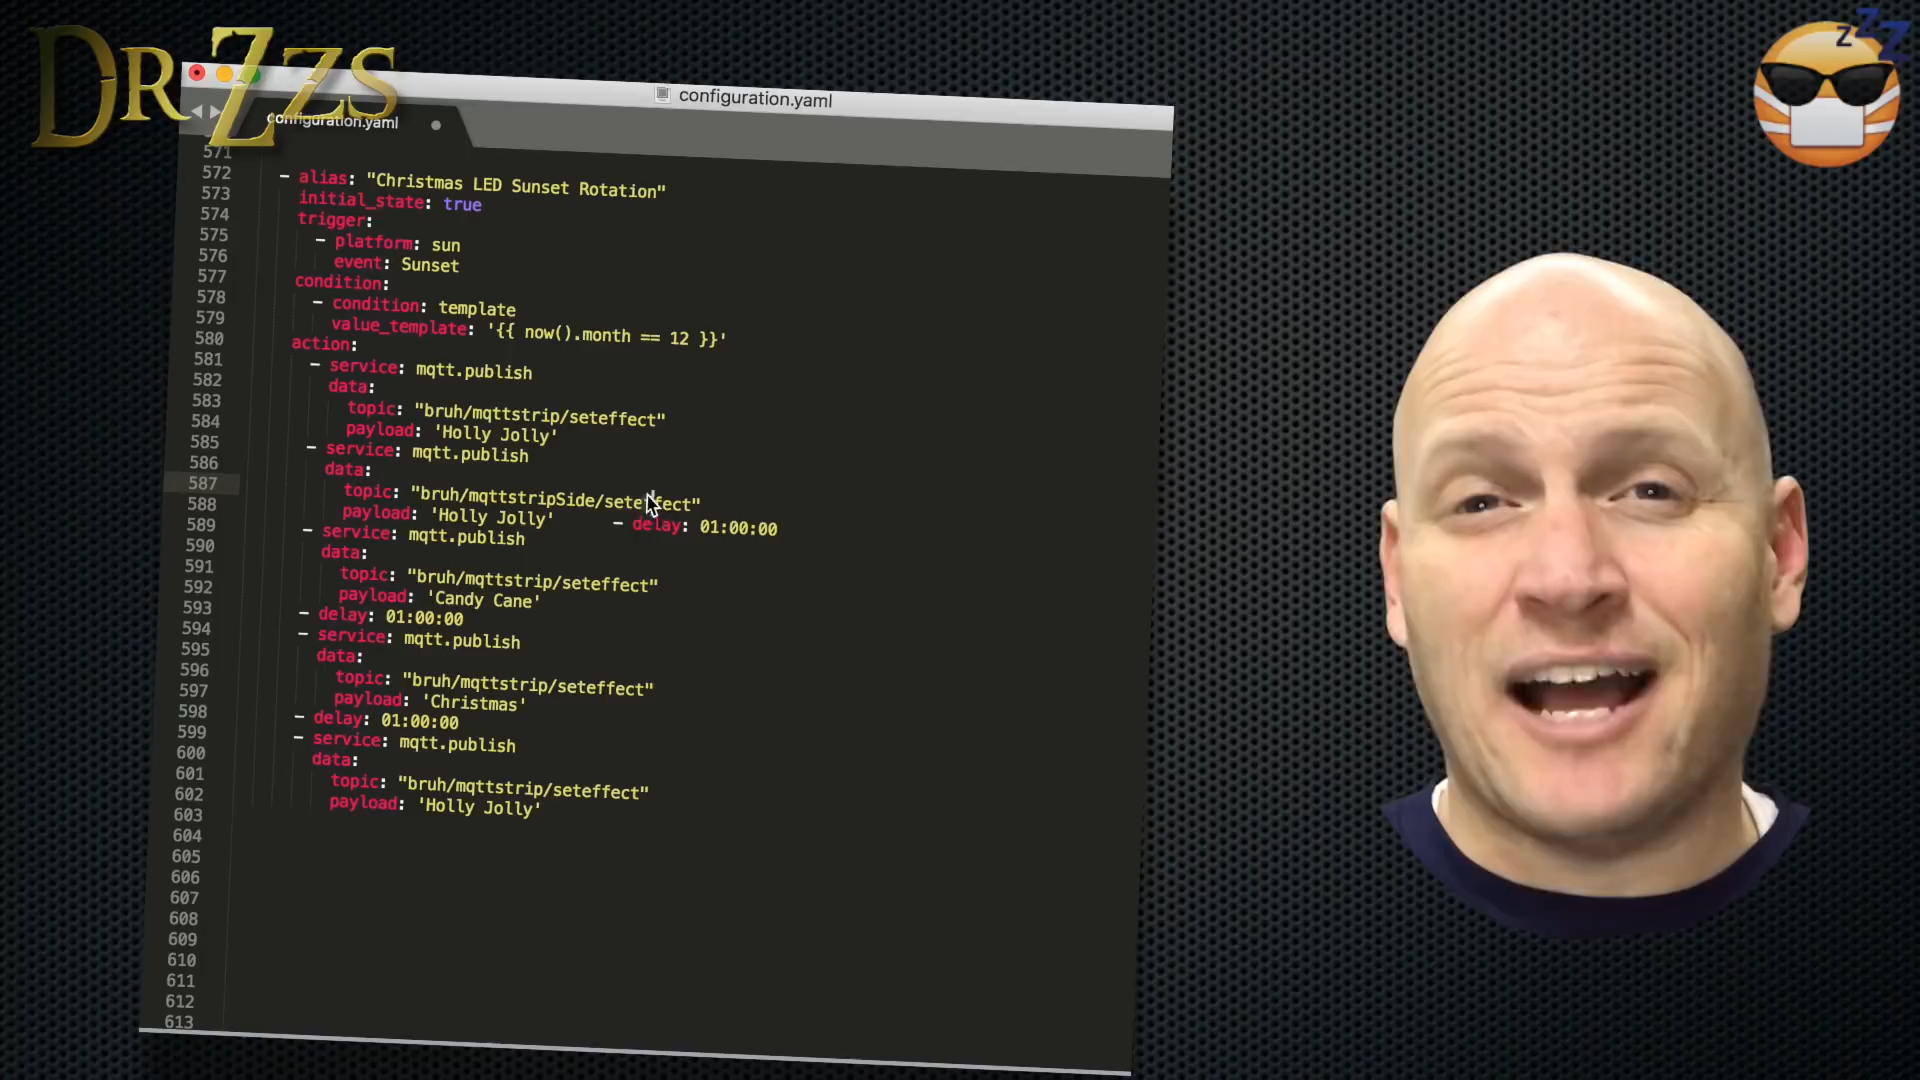 DrZzs
zzz
configuration.yaml
configuration.yaml
571
572 - alias: "Christmas LED Sunset Rotation"
573 initial_state: true
574 trigger:
575 - platform: sun
576 event: Sunset
577 condition:
578 - condition: template
579 value_template: '{{ now().month == 12 }}'
580 action:
581 - service: mqtt.publish
582 data:
583 topic: "bruh/mqttstrip/seteffect"
584 payload: 'Holly Jolly'
585 - service: mqtt.publish
586 data:
587 topic: "bruh/mqttstripSide/seteffect"
588 payload: 'Holly Jolly' - delay: 01:00:00
589 - service: mqtt.publish
590 data:
591 topic: "bruh/mqttstrip/seteffect"
592 payload: 'Candy Cane'
593 - delay: 01:00:00
594 - service: mqtt.publish
595 data:
596 topic: "bruh/mqttstrip/seteffect"
597 payload: 'Christmas'
598 - delay: 01:00:00
599 - service: mqtt.publish
600 data:
601 topic: "bruh/mqttstrip/seteffect"
602 payload: 'Holly Jolly'
603
604
605
606
607
608
609
610
611
612
613